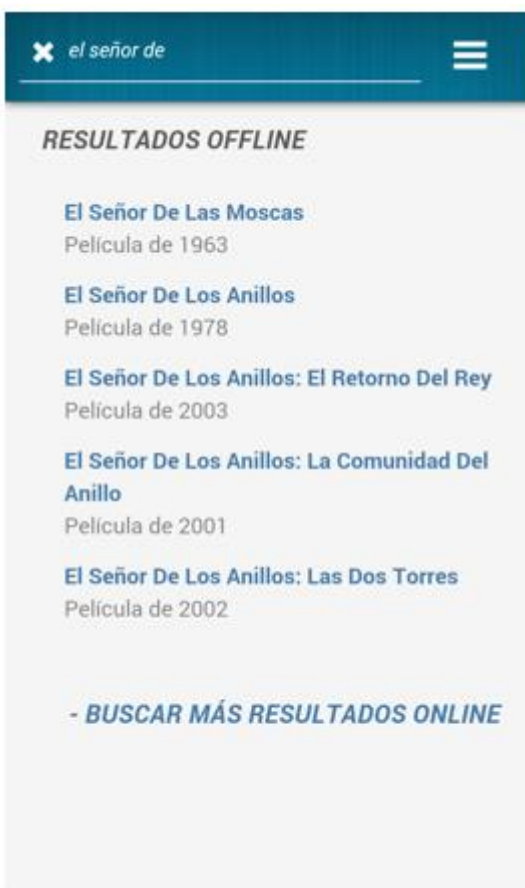 el señor de
RESULTADOS OFFLINE
El Señor De Las Moscas
Película de 1963
El Señor De Los Anillos
Película de 1978
El Señor De Los Anillos: El Retorno Del Rey
Película de 2003
El Señor De Los Anillos: La Comunidad Del
Anillo
Película de 2001
El Señor De Los Anillos: Las Dos Torres
Película de 2002
- BUSCAR MÁS RESULTADOS ONLINE